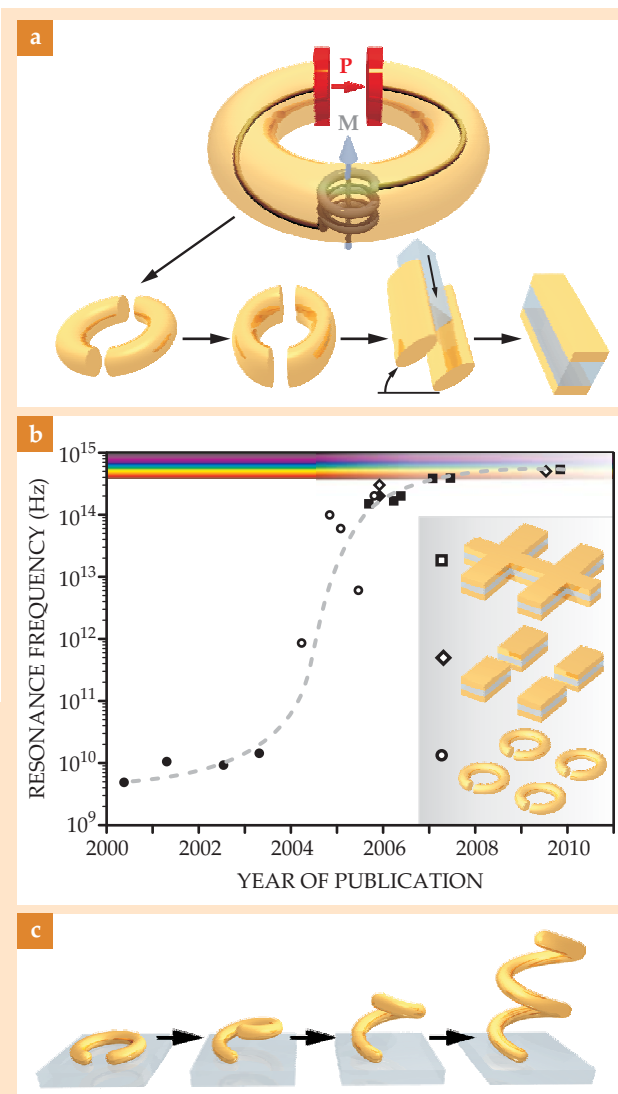 a
P
M
b
RESONANCE FREQUENCY (Hz)
10¹⁵
10¹⁴
10¹³
10¹²
10¹¹
10¹⁰
10⁹
2000 2002 2004 2006 2008 2010
YEAR OF PUBLICATION
c